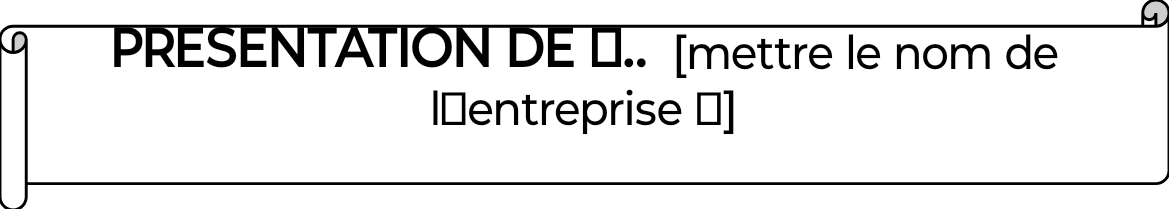 PRESENTATION DE □.. [mettre le nom de
l□entreprise □]